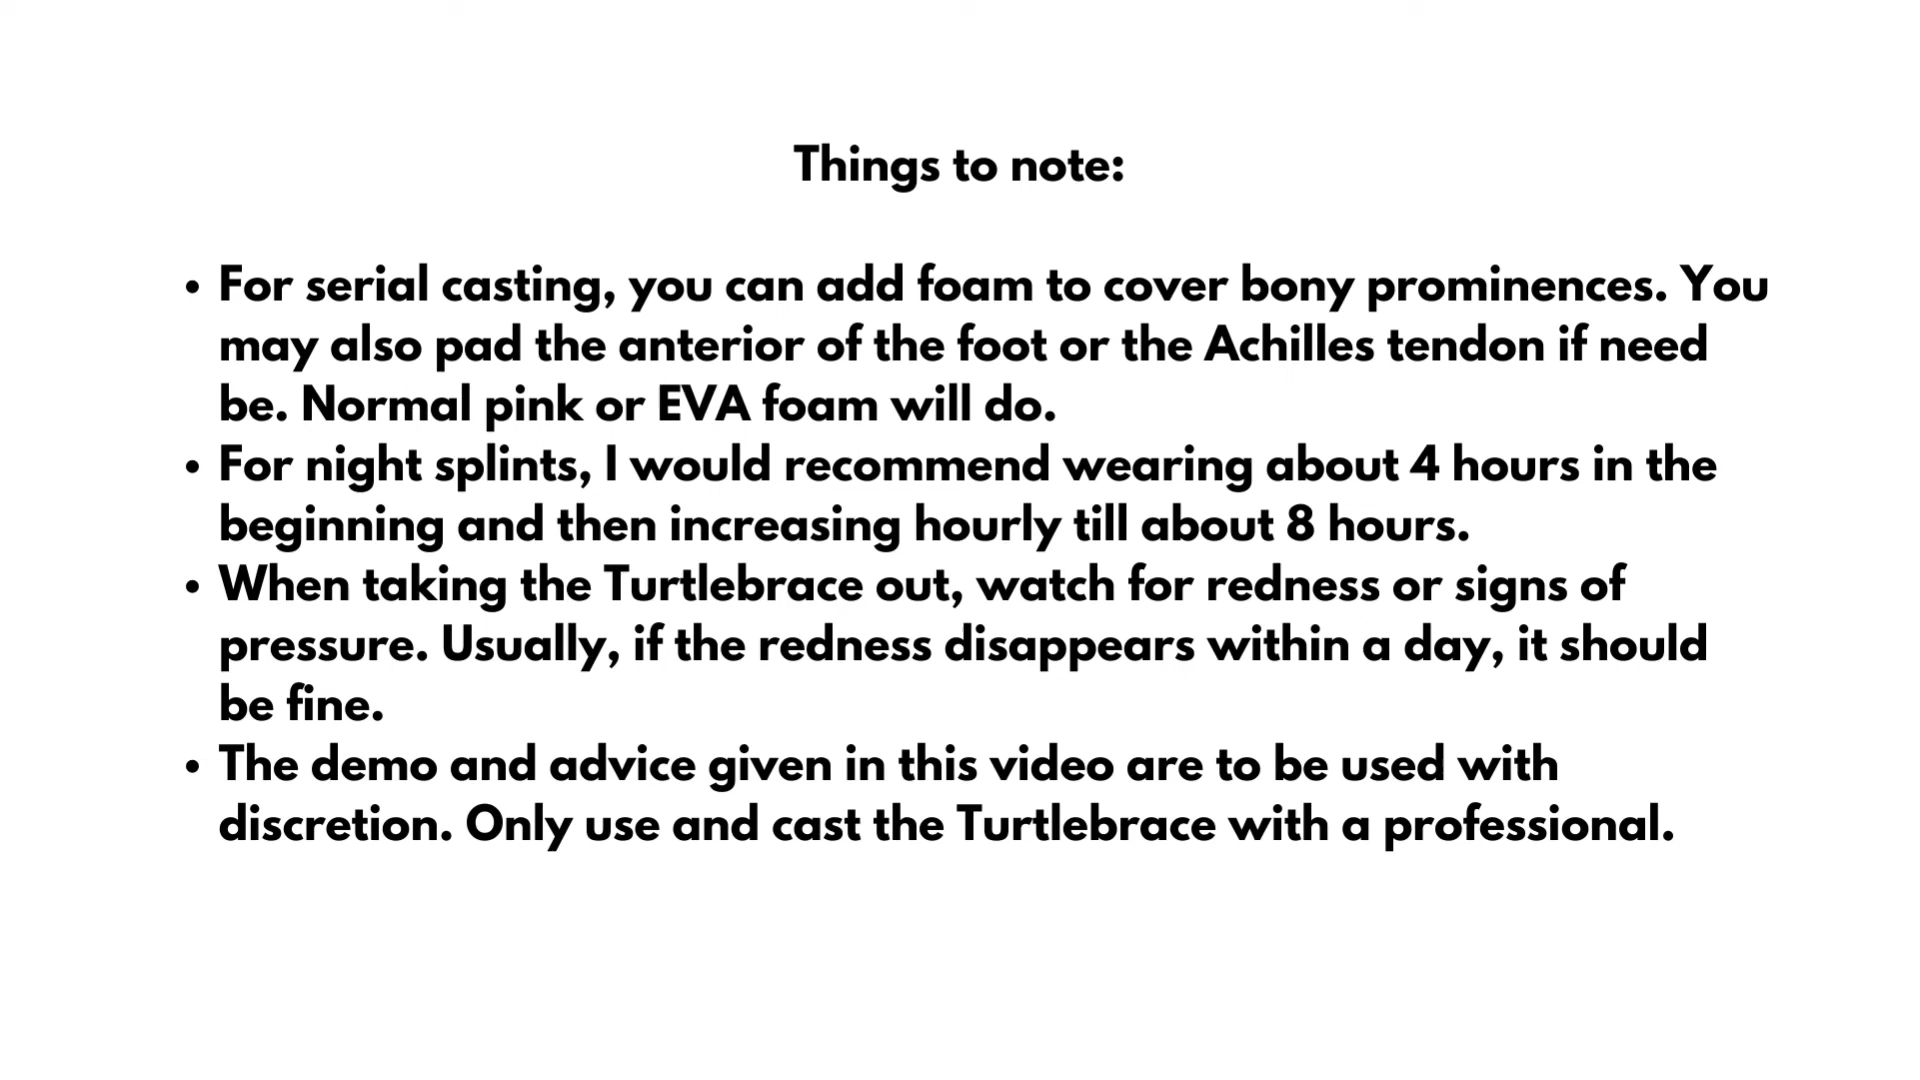 Things to note:
• For serial casting, you can add foam to cover bony prominences. You
may also pad the anterior of the foot or the Achilles tendon if need
be. Normal pink or EVA foam will do.
• For night splints, I would recommend wearing about 4 hours in the
beginning and then increasing hourly till about 8 hours.
• When taking the Turtlebrace out, watch for redness or signs of
pressure. Usually, if the redness disappears within a day, it should
be fine.
• The demo and advice given in this video are to be used with
discretion. Only use and cast the Turtlebrace with a professional.